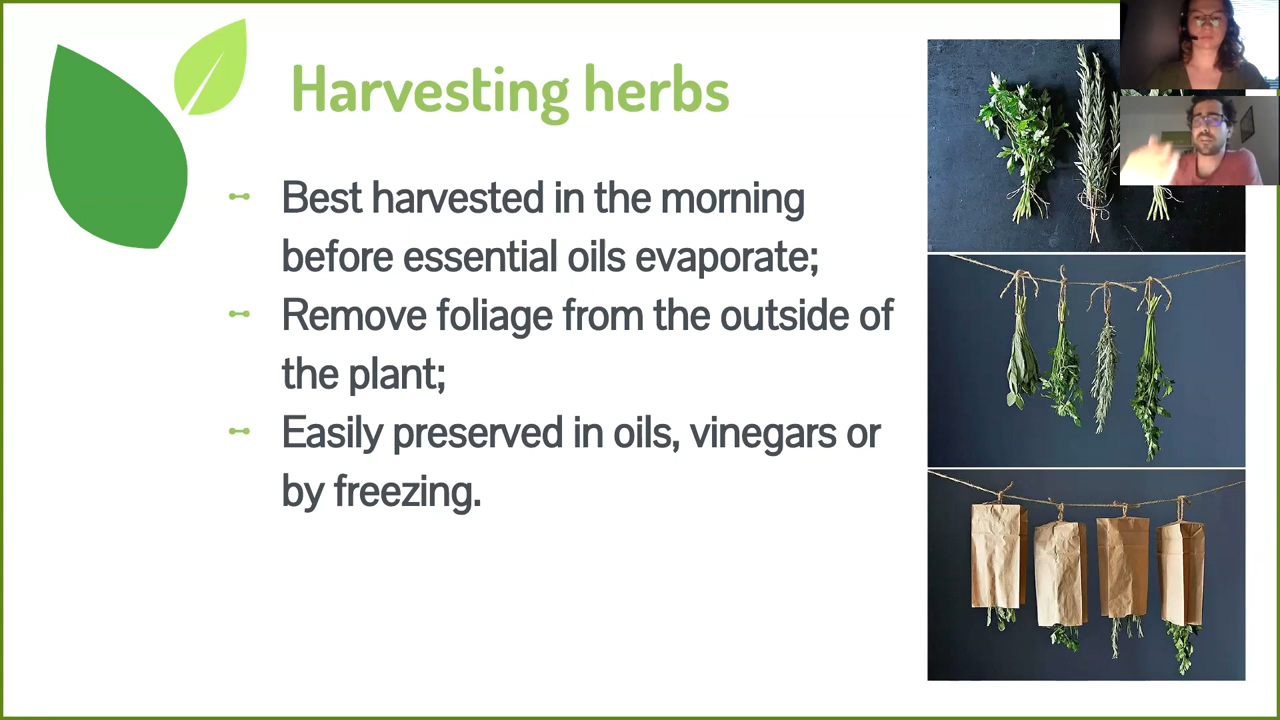 Harvesting herbs
Best harvested in the morning
before essential oils evaporate;
Remove foliage from the outside of
the plant;
Easily preserved in oils, vinegars or
by freezing.